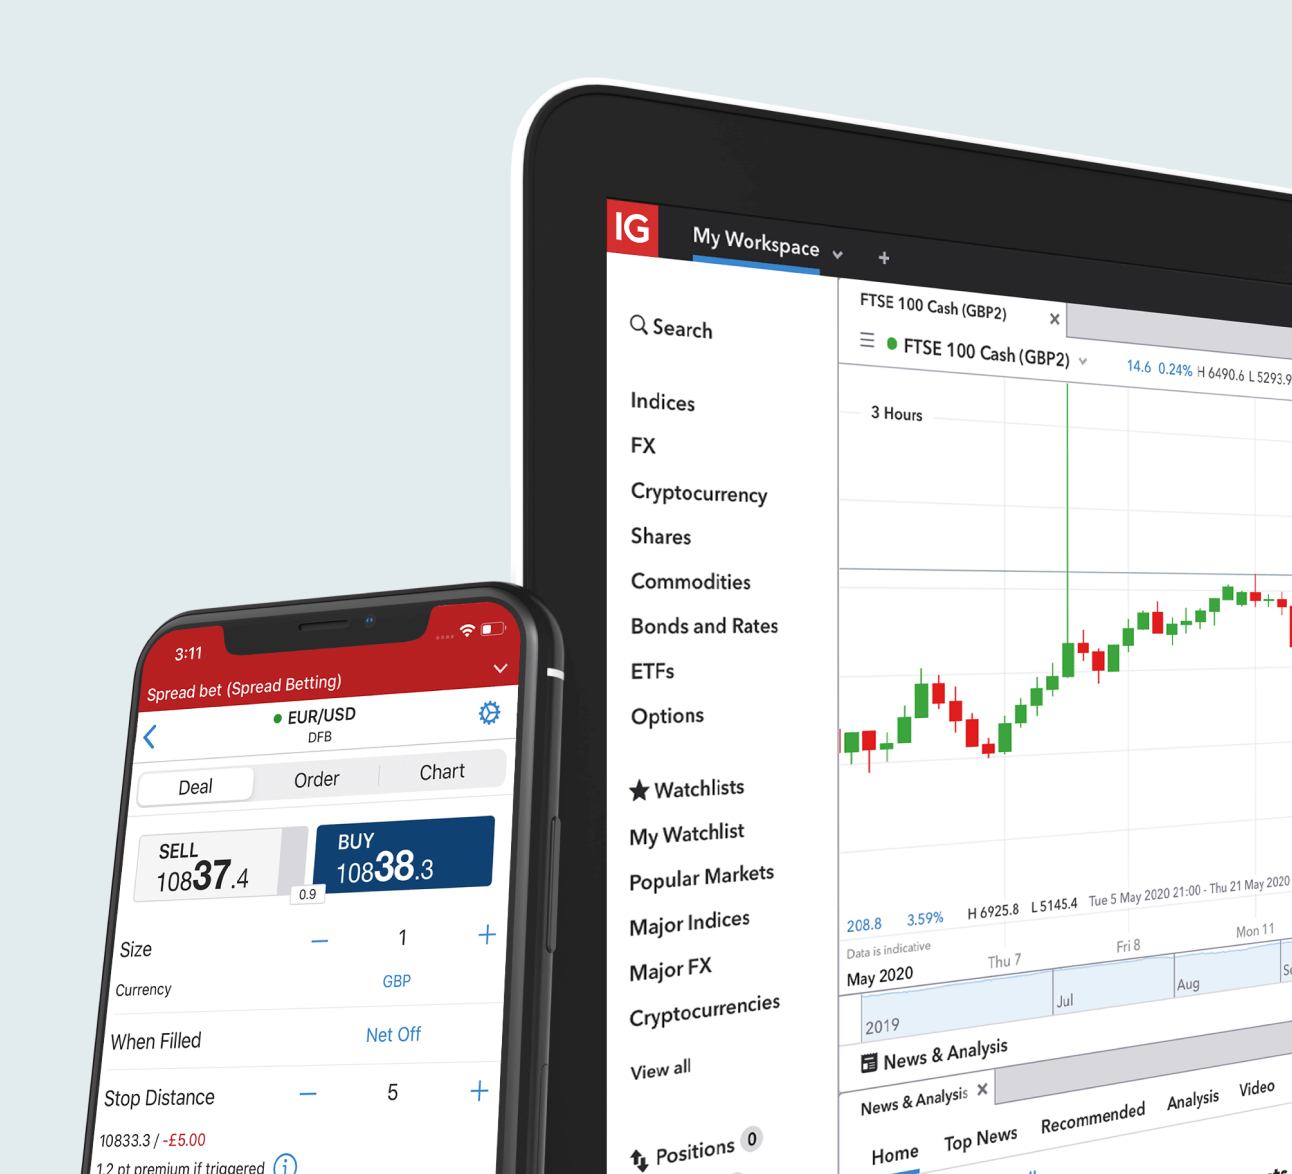 IG
My Workspace
+
Search
Indices
FX
Cryptocurrency
Shares
Commodities
Bonds and Rates
ETFs
Options
Watchlists
My Watchlist
Popular Markets
Major Indices
Major FX
Cryptocurrencies
View all
Positions 0
FTSE 100 Cash (GBP2) ×
FTSE 100 Cash (GBP2)
14.6 0.24% H 6490.6 L 5293.9
3 Hours
208.8 3.59% H 6925.8 L 5145.4 Tue 5 May 2020 21:00 - Thu 21 May 2020
Data is indicative
May 2020 Thu 7 Fri 8 Mon 11
2019 Jul Aug
News & Analysis
News & Analysis ×
Home Top News Recommended Analysis Video
3:11
Spread bet (Spread Betting)
EUR/USD
DFB
Deal Order Chart
SELL
10837.4
BUY
10838.3
0.9
Size − 1 +
Currency GBP
When Filled Net Off
Stop Distance − 5 +
10833.3 / -£5.00
1.2 pt premium if triggered